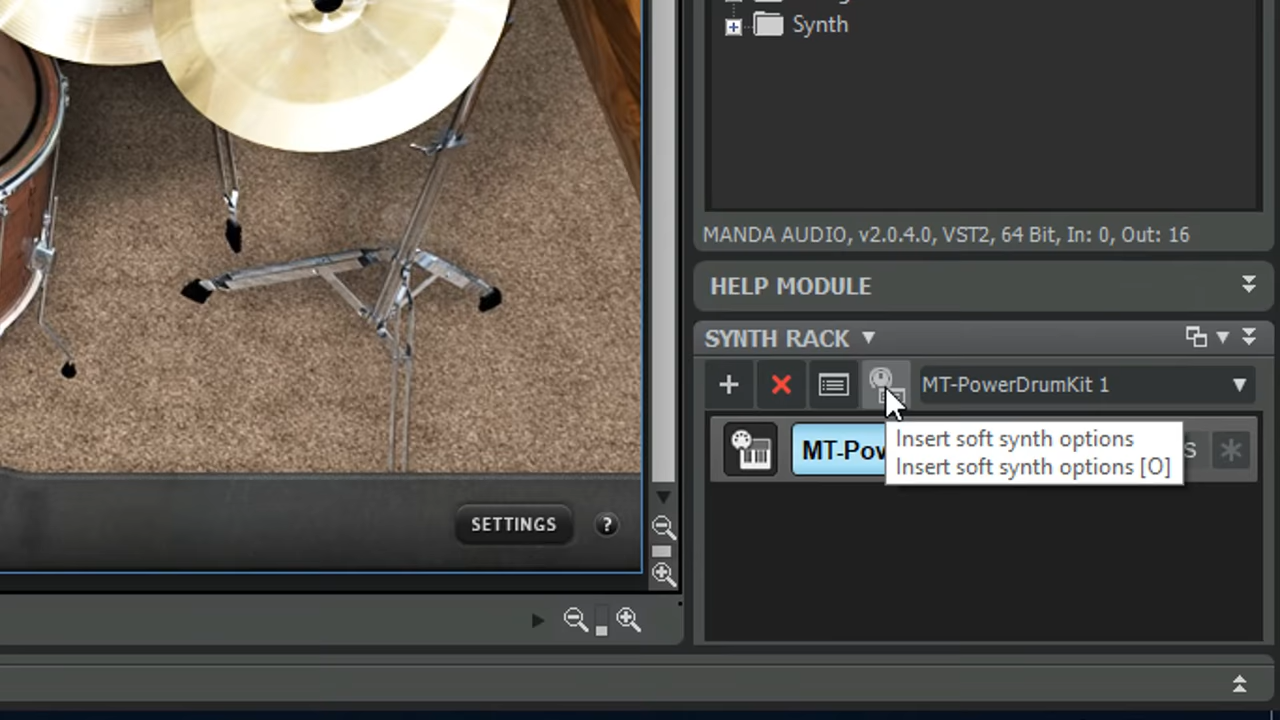 Synth
MANDA AUDIO, v2.0.4.0, VST2, 64 Bit, In: 0, Out: 16
HELP MODULE
SYNTH RACK
MT-PowerDrumKit 1
MT-Pow
S
Insert soft synth options
Insert soft synth options [O]
SETTINGS ?